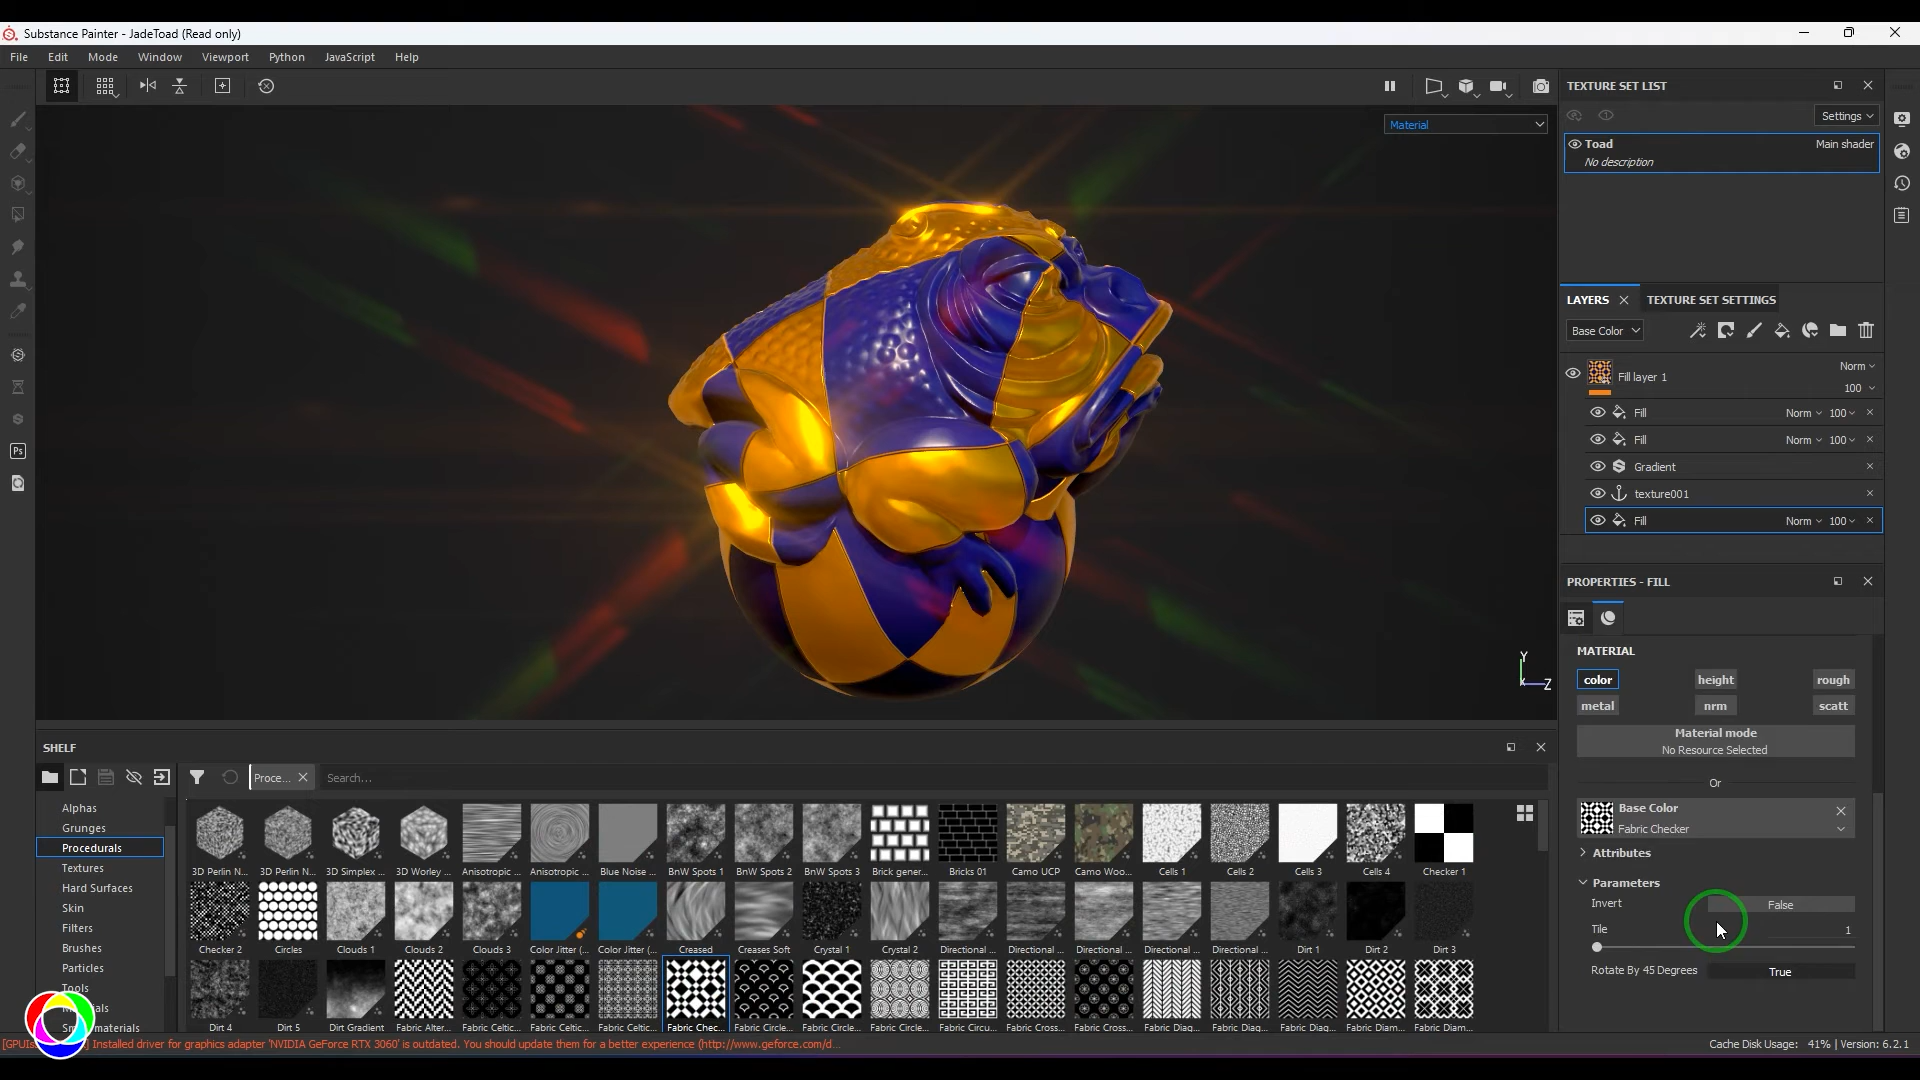 Substance Painter - JadeToad (Read only)
File Edit Mode Window Viewport Python JavaScript Help
Material
TEXTURE SET LIST
Settings
Toad Main shader
No description
LAYERS TEXTURE SET SETTINGS
Base Color
Norm
Fill layer 1
100
Fill Norm 100
Fill Norm 100
Gradient
texture001
Fill Norm 100
PROPERTIES - FILL
MATERIAL
color height rough
metal nrm scatt
Material mode
No Resource Selected
Or
Base Color
Fabric Checker
Attributes
Parameters
Invert False
Tile 1
Rotate By 45 Degrees True
Y
Z
Ps
SHELF
Proce... Search...
Alphas
Grunges
Procedurals
Textures
Hard Surfaces
Skin
Filters
Brushes
Particles
Tools
3D Perlin N... 3D Perlin N... 3D Simplex ... 3D Worley ... Anisotropic ... Anisotropic ... Blue Noise ... BnW Spots 1 BnW Spots 2 BnW Spots 3 Brick gener... Bricks 01 Camo UCP Camo Woo... Cells 1 Cells 2 Cells 3 Cells 4 Checker 1
Checker 2 Circles Clouds 1 Clouds 2 Clouds 3 Color Jitter (... Color Jitter (... Creased Creases Soft Crystal 1 Crystal 2 Directional ... Directional ... Directional ... Directional ... Directional ... Dirt 1 Dirt 2 Dirt 3
Dirt 4 Dirt 5 Dirt Gradient Fabric Alter... Fabric Celtic... Fabric Celtic... Fabric Celtic... Fabric Chec... Fabric Circle... Fabric Circle... Fabric Circle... Fabric Circu... Fabric Cross... Fabric Cross... Fabric Diag... Fabric Diag... Fabric Diag... Fabric Diam... Fabric Diam...
Installed driver for graphics adapter 'NVIDIA GeForce RTX 3060' is outdated. You should update them for a better experience (http://www.geforce.com/d...
Cache Disk Usage: 41% | Version: 6.2.1